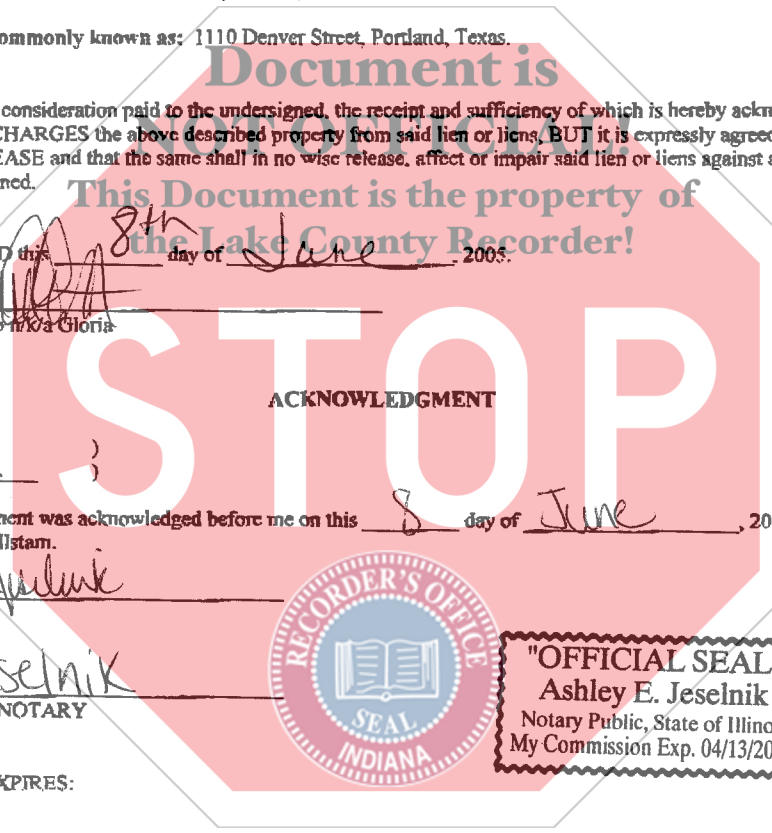 ommonly known as: 1110 Denver Street, Portland, Texas.
Document is
consideration paid to the undersigned, the receipt and sufficiency of which is hereby ackn
CHARGES the above described property from said lien or liens, BUT it is expressly agreed
NOT OFFICIAL!
EASE and that the same shall in no wise release, affect or impair said lien or liens against a
ned.
This Document is the property of
the Lake County Recorder!
D this 8th day of June, 2005.
n/k/a Gloria
STOP
ACKNOWLEDGMENT
)
)
ment was acknowledged before me on this 8 day of June, 20
llstam.
selnik
NOTARY
RECORDER'S OFFICE
SEAL
INDIANA
"OFFICIAL SEAL
Ashley E. Jeselnik
Notary Public, State of Illino
My Commission Exp. 04/13/20
XPIRES: